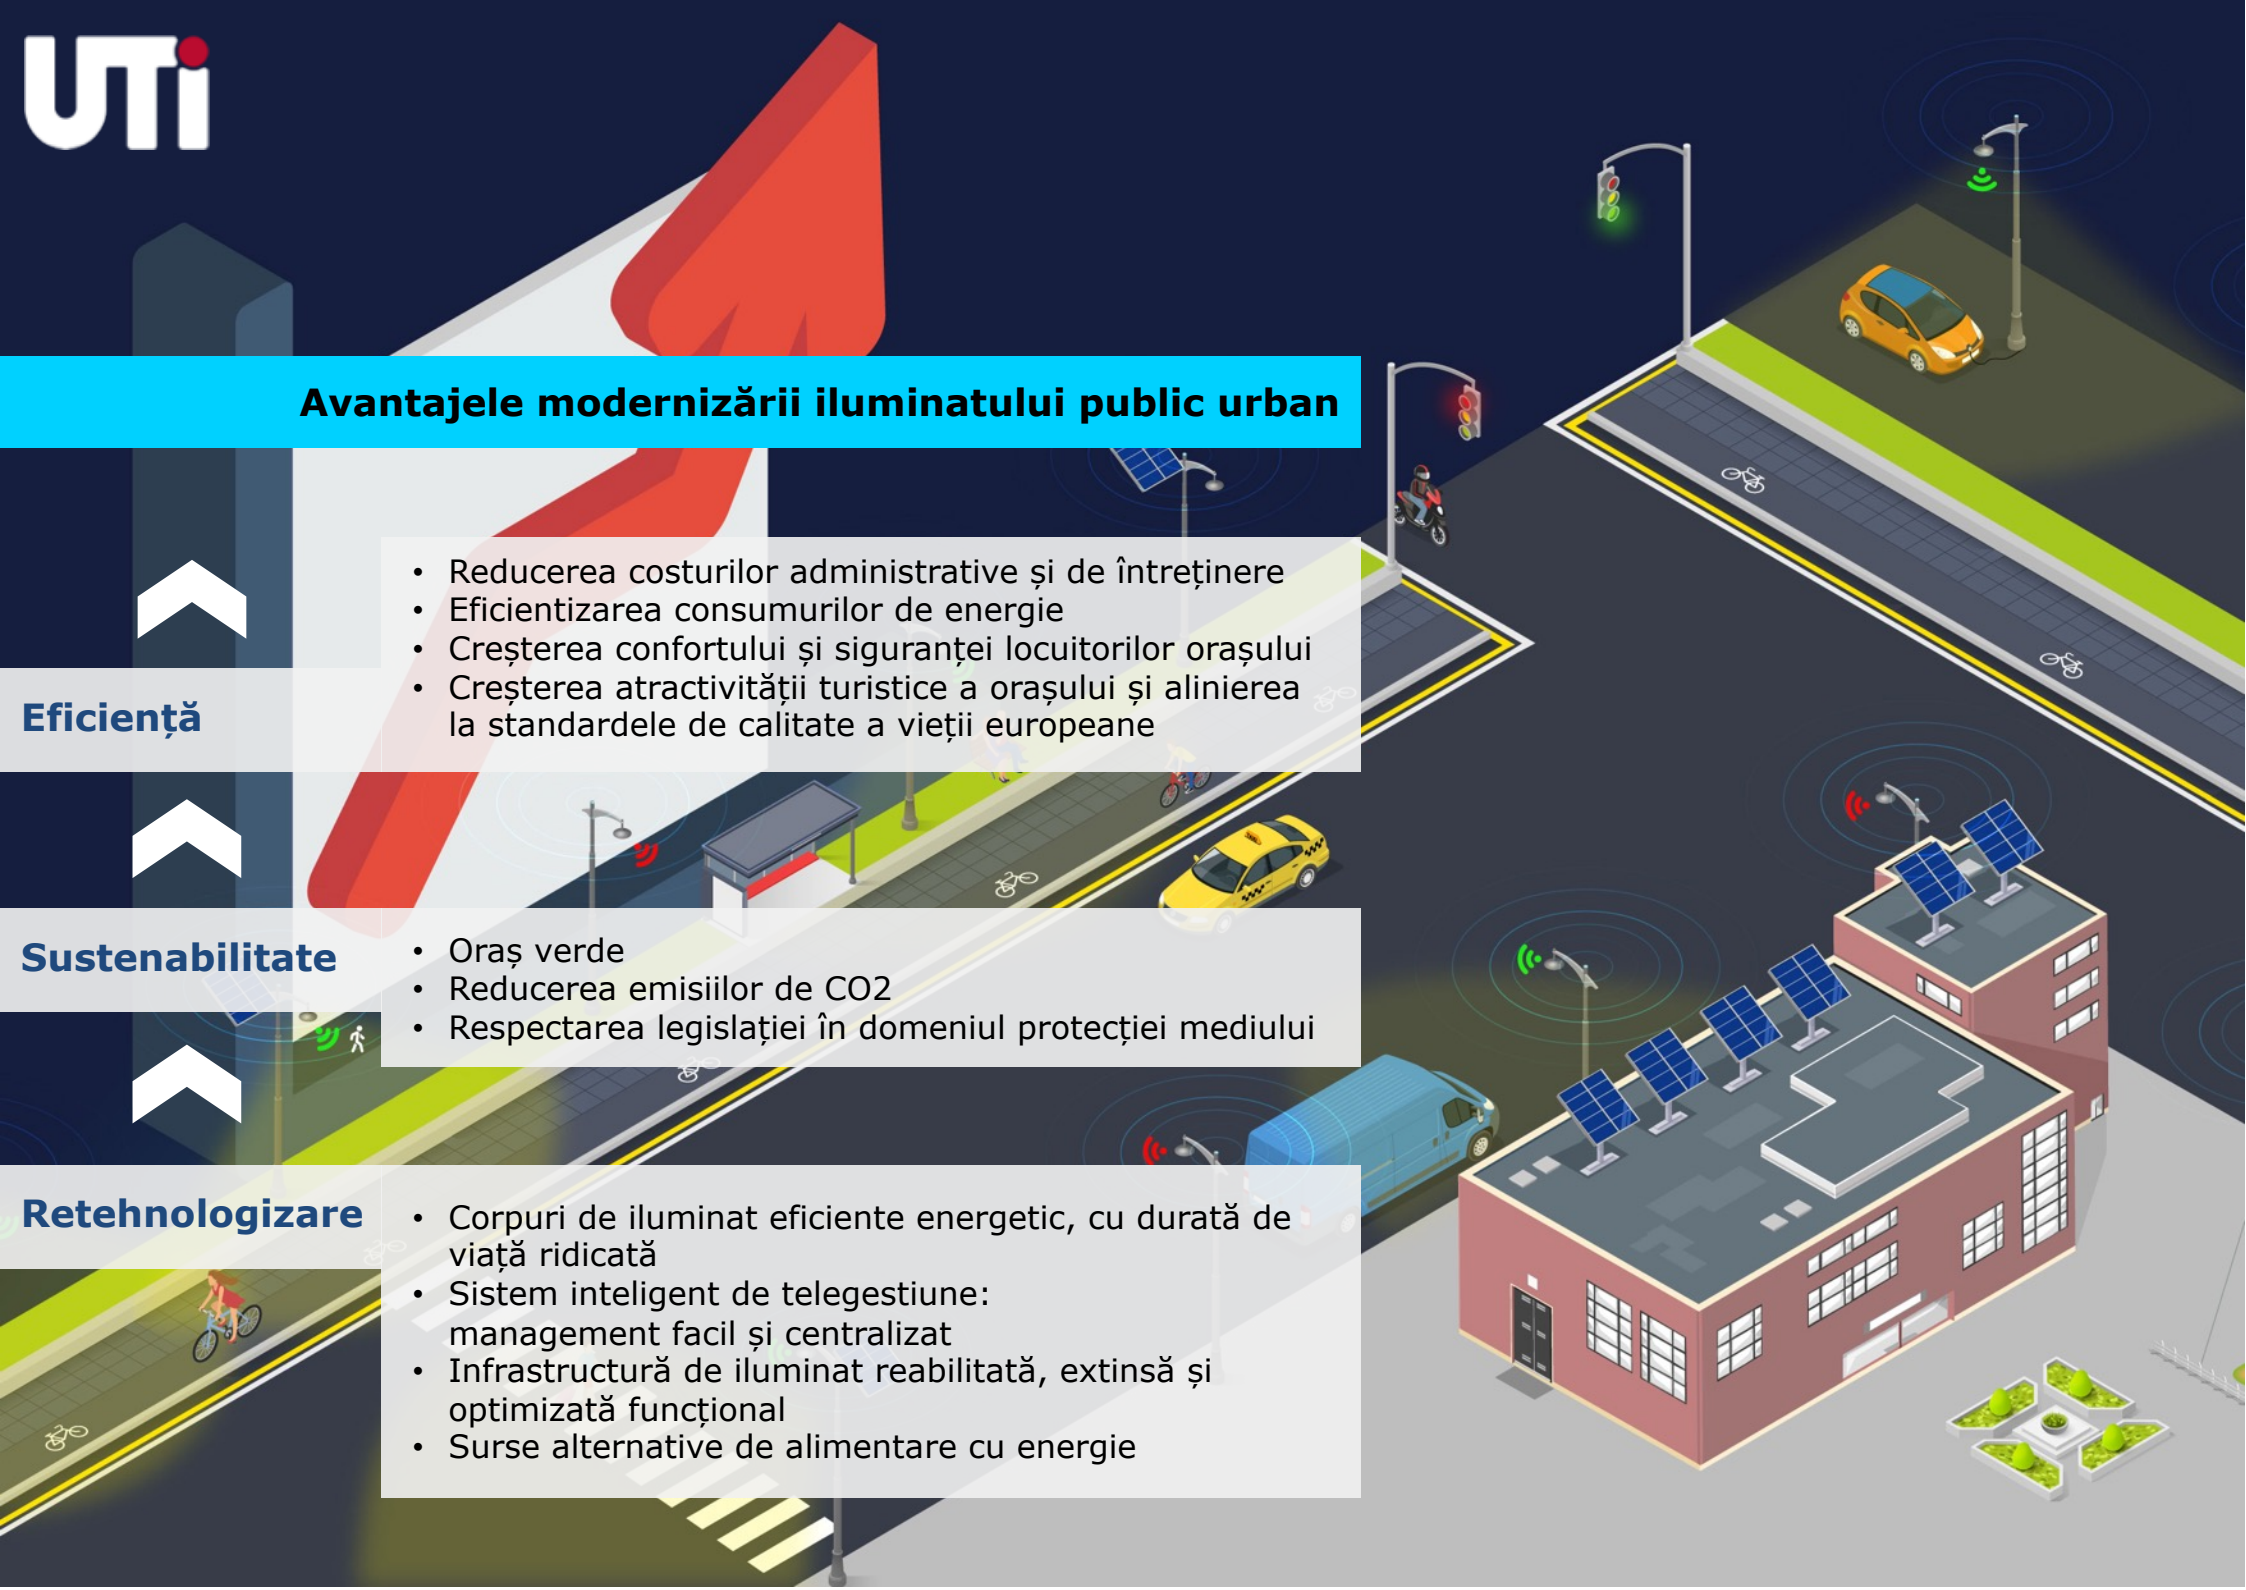 UTi
Avantajele modernizării iluminatului public urban
• Reducerea costurilor administrative și de întreținere
• Eficientizarea consumurilor de energie
• Creșterea confortului și siguranței locuitorilor orașului
• Creșterea atractivității turistice a orașului și alinierea
la standardele de calitate a vieții europeane
Eficiență
Sustenabilitate
• Oraș verde
• Reducerea emisiilor de CO2
• Respectarea legislației în domeniul protecției mediului
Retehnologizare
• Corpuri de iluminat eficiente energetic, cu durată de
viață ridicată
• Sistem inteligent de telegestiune:
management facil și centralizat
• Infrastructură de iluminat reabilitată, extinsă și
optimizată funcțional
• Surse alternative de alimentare cu energie